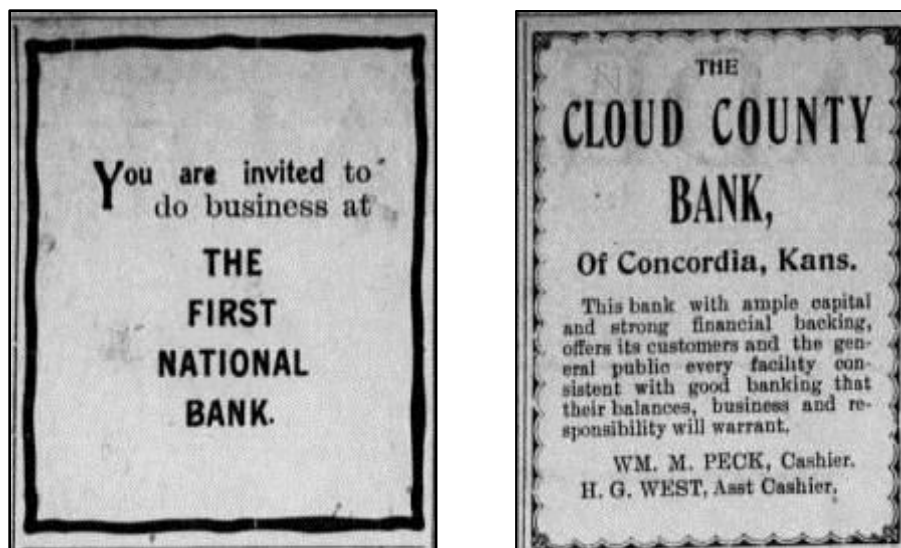 You are invited to
do business at
THE
FIRST
NATIONAL
BANK.
THE
CLOUD COUNTY
BANK,
Of Concordia, Kans.
This bank with ample capital
and strong financial backing,
offers its customers and the gen-
eral public every facility con-
sistent with good banking that
their balances, business and re-
sponsibility will warrant.
WM. M. PECK, Cashier.
H. G. WEST, Asst Cashier,